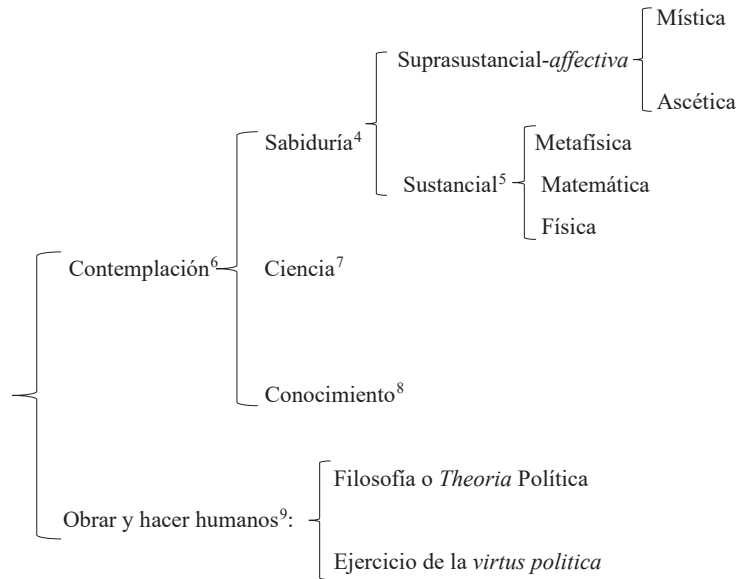 Mística
Suprasustancial-affectiva
Ascética
Sabiduría⁴
Metafísica
Sustancial⁵
Matemática
Física
Contemplación⁶
Ciencia⁷
Conocimiento⁸
Filosofía o Theoria Política
Obrar y hacer humanos⁹:
Ejercicio de la virtus politica